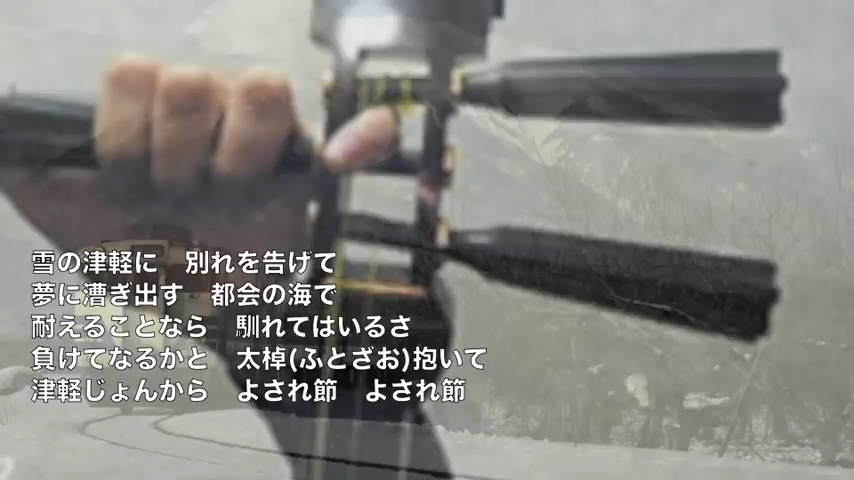 雪の津軽に　別れを告げて
夢に漕ぎ出す　都会の海で
耐えることなら　馴れてはいるさ
負けてなるかと　太棹(ふとざお)抱いて
津軽じょんから　よされ節　よされ節